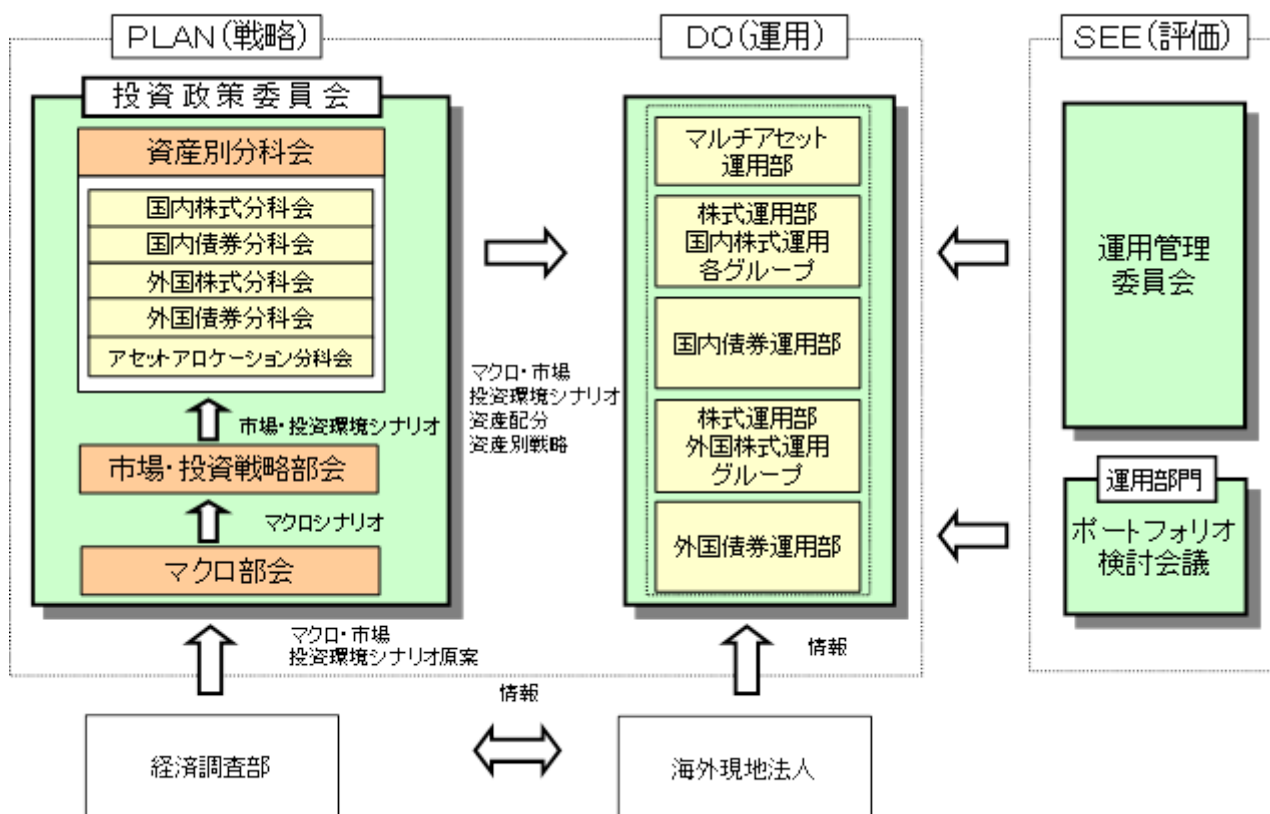 PLAN(戦略)
投資政策委員会
資産別分科会
国内株式分科会
国内債券分科会
外国株式分科会
外国債券分科会
アセットアロケーション分科会
市場・投資環境シナリオ
市場・投資戦略部会
マクロシナリオ
マクロ部会
マクロ・市場
投資環境シナリオ原案
経済調査部
マクロ・市場
投資環境シナリオ
資産配分
資産別戦略
情報
DO(運用)
マルチアセット
運用部
株式運用部
国内株式運用
各グループ
国内債券運用部
株式運用部
外国株式運用
グループ
外国債券運用部
情報
海外現地法人
SEE(評価)
運用管理
委員会
運用部門
ポートフォリオ
検討会議